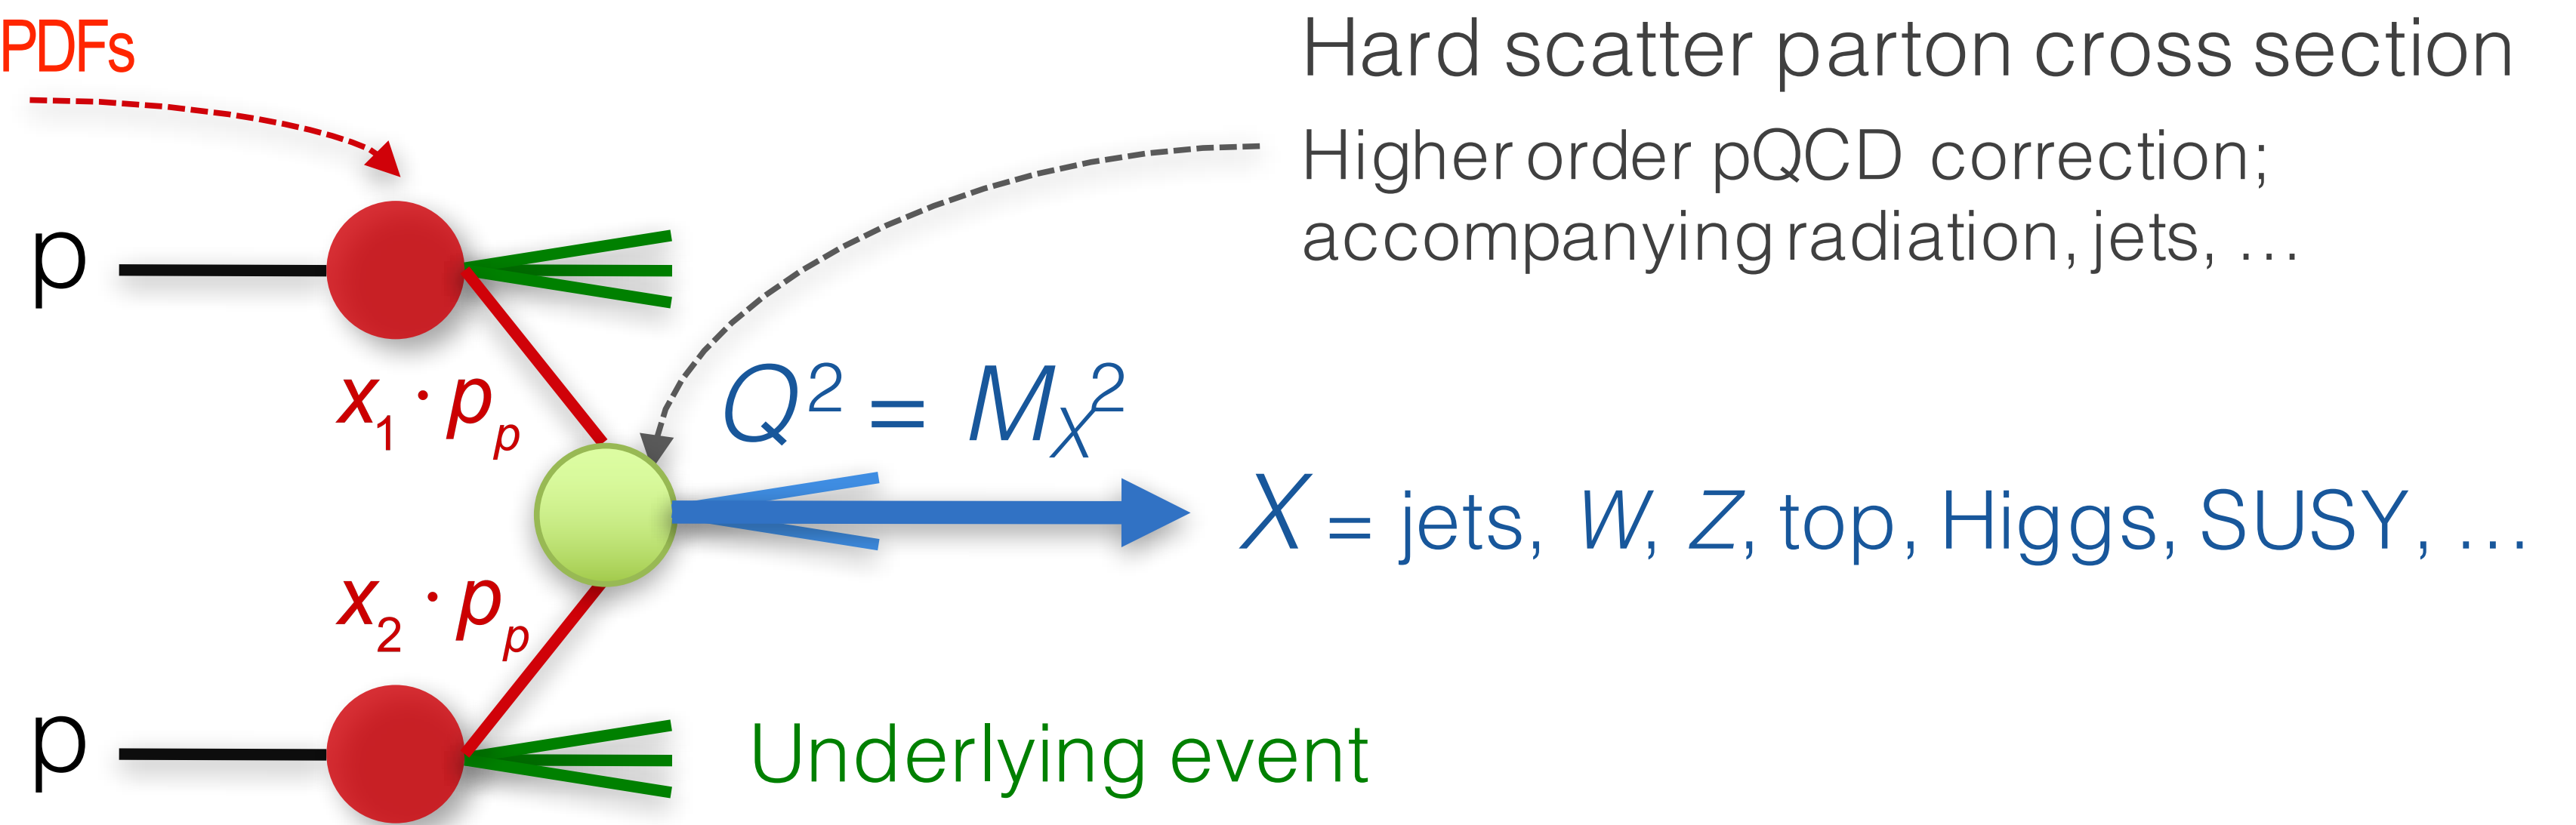 PDFs
Hard scatter parton cross section
Higher order pQCD correction;
accompanying radiation, jets, …
p
x₁ · pₚ
Q² = M_X²
X = jets, W, Z, top, Higgs, SUSY, …
x₂ · pₚ
p
Underlying event